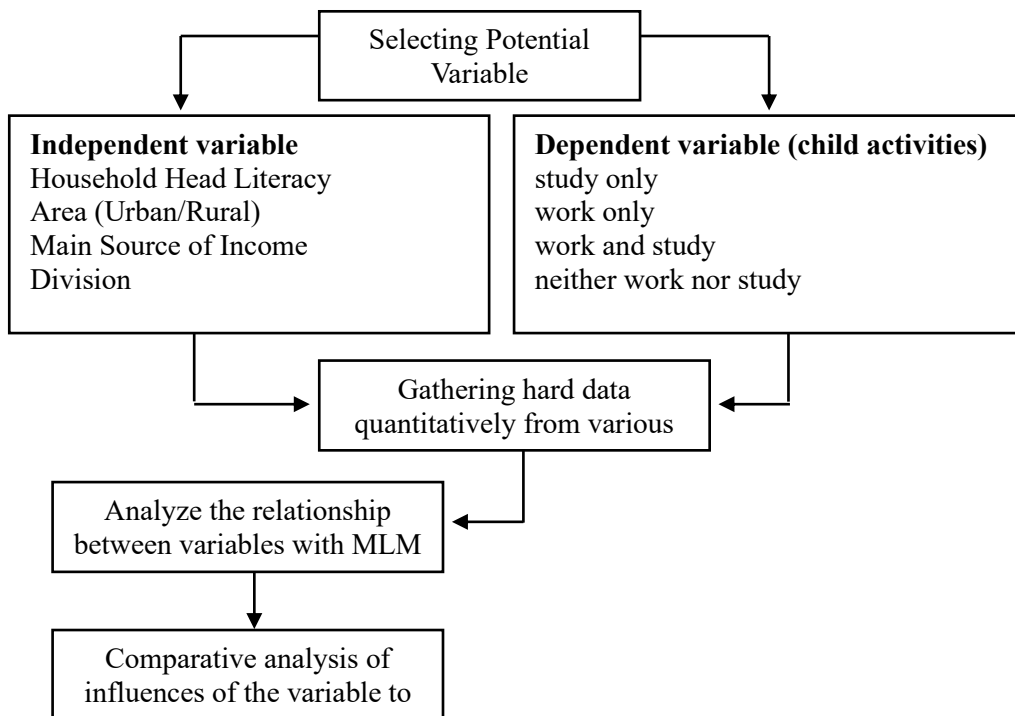 Selecting Potential
Variable
Independent variable
Household Head Literacy
Area (Urban/Rural)
Main Source of Income
Division
Dependent variable (child activities)
study only
work only
work and study
neither work nor study
Gathering hard data
quantitatively from various
Analyze the relationship
between variables with MLM
Comparative analysis of
influences of the variable to